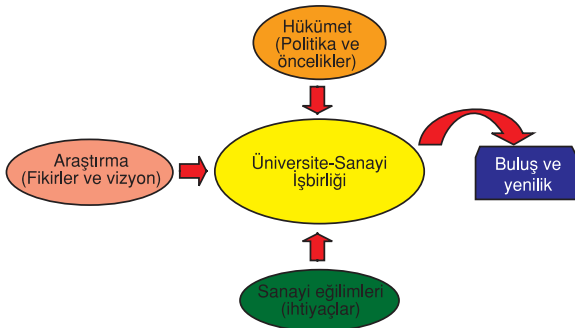 Hükümet
(Politika ve
öncelikler)
Araştırma
(Fikirler ve vizyon)
Üniversite-Sanayi
İşbirliği
Buluş ve
yenilik
Sanayi eğilimleri
(ihtiyaçlar)